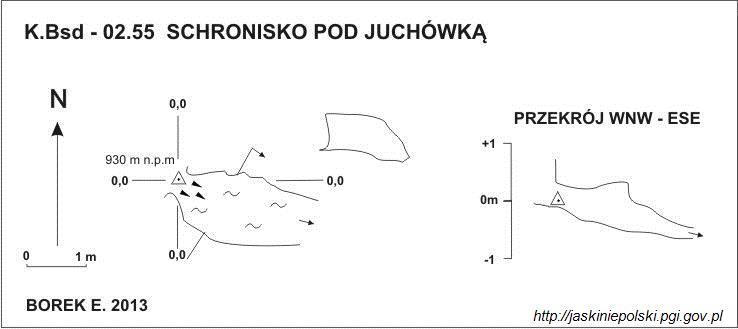 K.Bsd - 02.55 SCHRONISKO POD JUCHÓWKĄ
N
0,0
930 m n.p.m
0,0
0,0
0,0
0 1 m
PRZEKRÓJ WNW - ESE
+1
0m
-1
BOREK E. 2013
http://jaskiniepolski.pgi.gov.pl